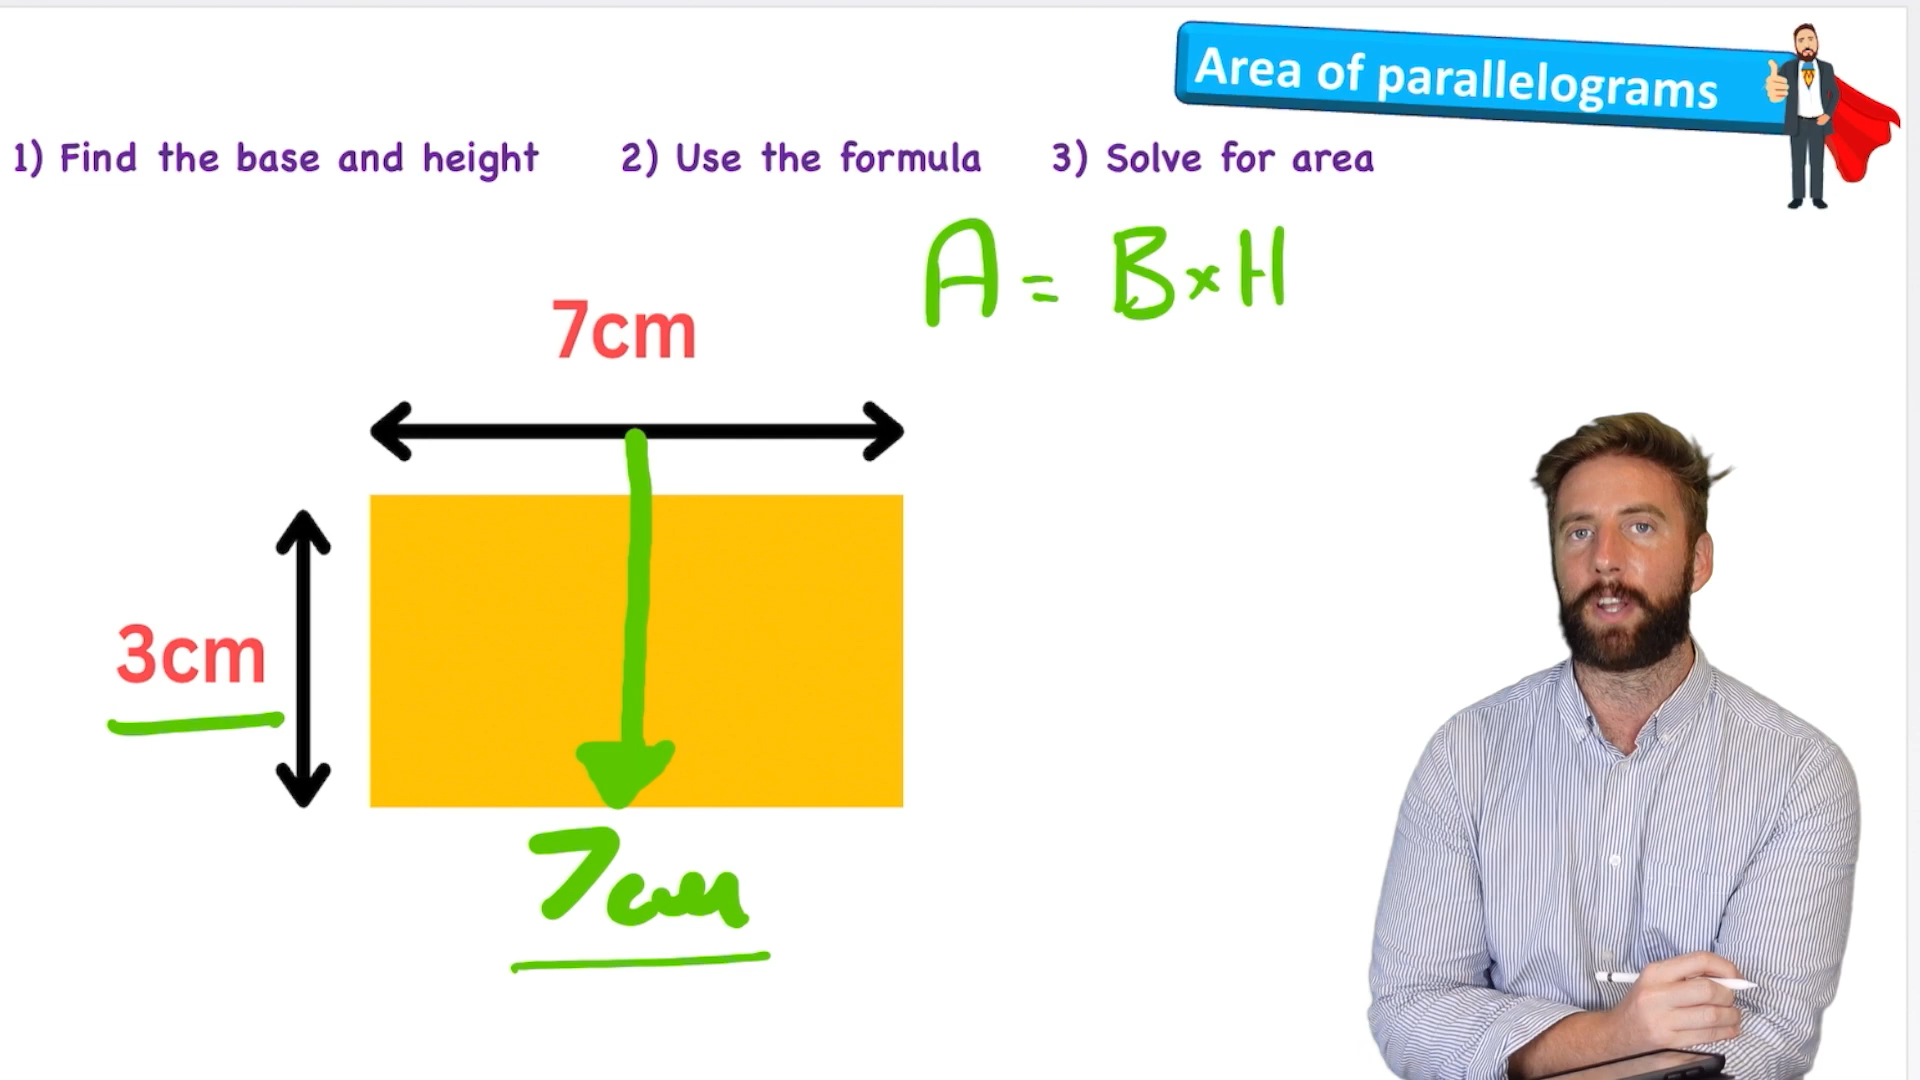 Area of parallelograms
1) Find the base and height 2) Use the formula 3) Solve for area
A = B×H
7cm
3cm
7cm